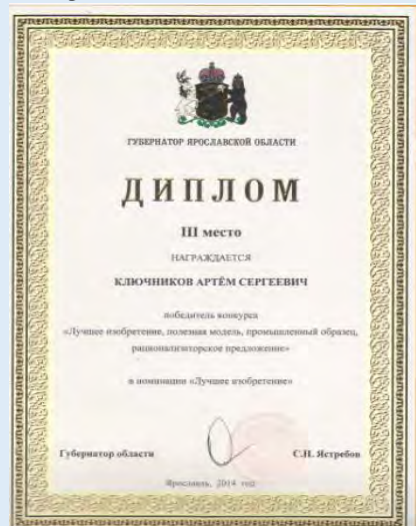 ГУБЕРНАТОР ЯРОСЛАВСКОЙ ОБЛАСТИ
ДИПЛОМ
III место
НАГРАЖДАЕТСЯ
КЛЮЧНИКОВ АРТЁМ СЕРГЕЕВИЧ
победитель конкурса
«Лучшее изобретение, полезная модель, промышленный образец,
рационализаторское предложение»
в номинации «Лучшее изобретение»
Губернатор области С.Н. Ястребов
Ярославль, 2014 год